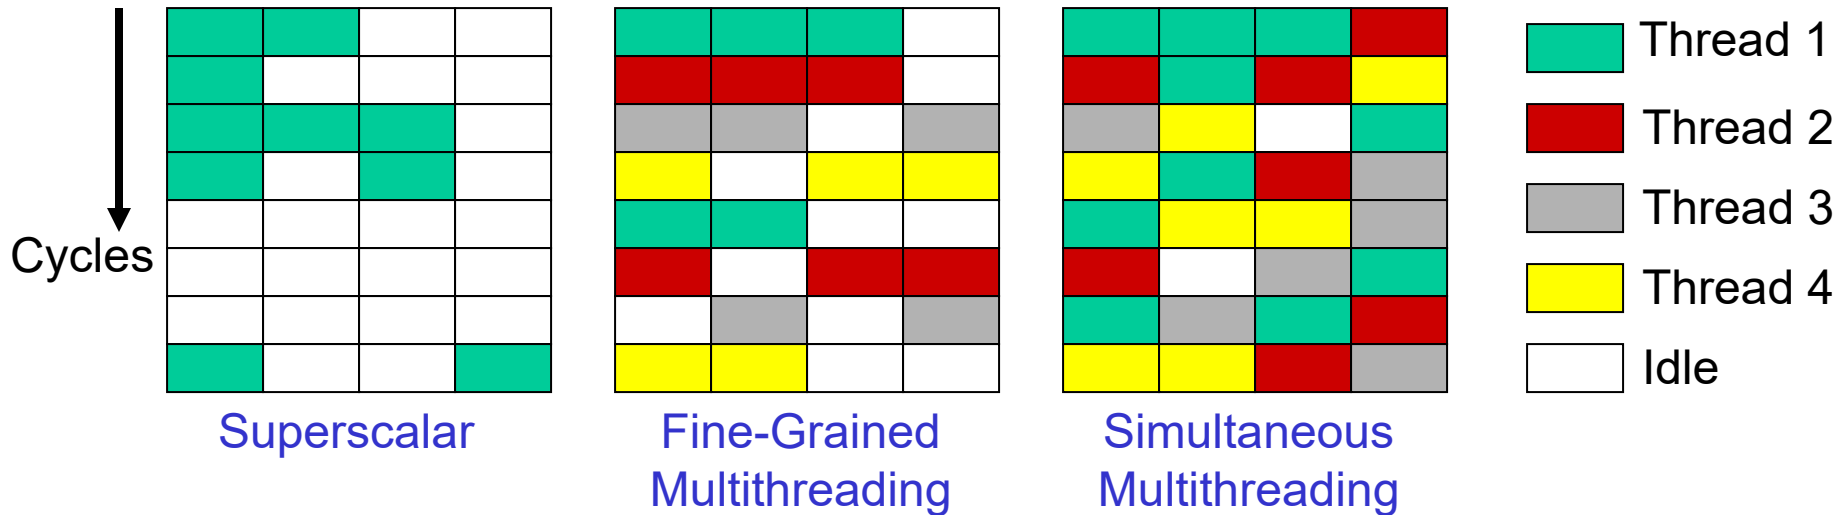 Cycles
Superscalar
Fine-Grained
Multithreading
Simultaneous
Multithreading
Thread 1
Thread 2
Thread 3
Thread 4
Idle